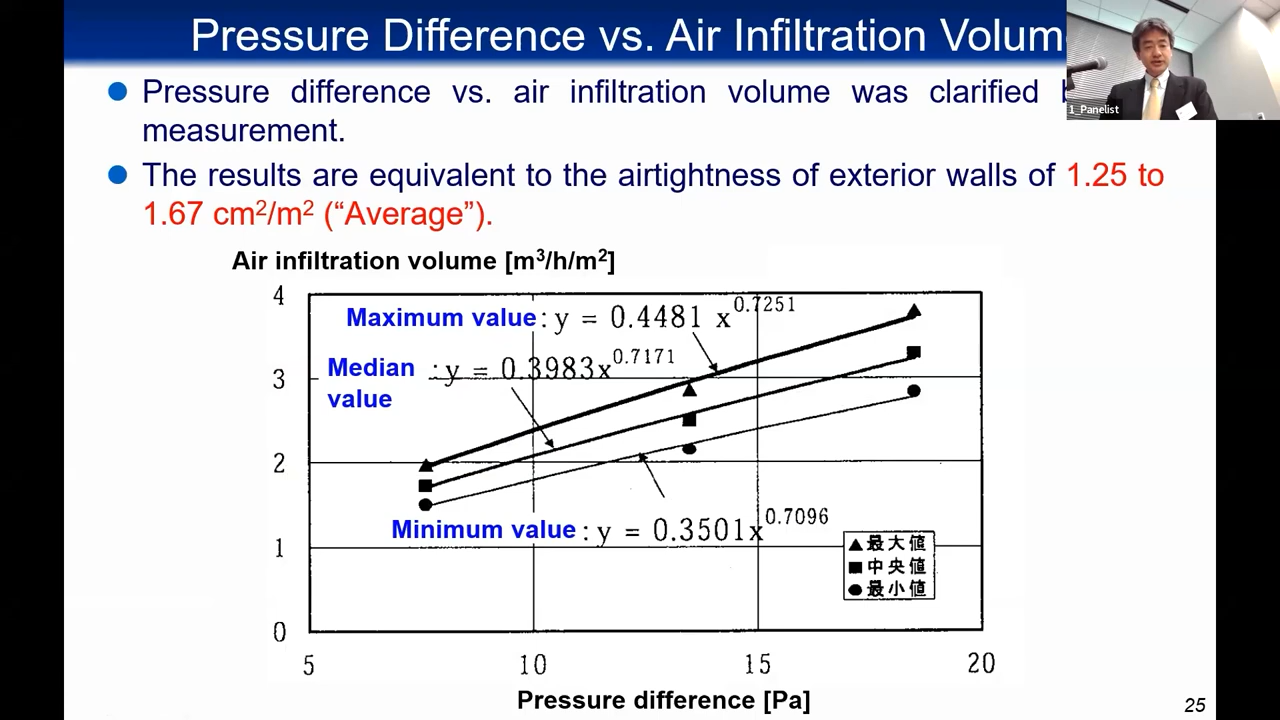 Pressure Difference vs. Air Infiltration Volum
1_Panelist
Pressure difference vs. air infiltration volume was clarified
measurement.
The results are equivalent to the airtightness of exterior walls of 1.25 to
1.67 cm²/m² (“Average”).
Air infiltration volume [m³/h/m²]
4
Maximum value : y = 0.4481 x^0.7251
Median : y = 0.3983x^0.7171
value
3
2
Minimum value : y = 0.3501x^0.7096
1
▲ 最大値
■ 中央値
● 最小値
0
5 10 15 20
Pressure difference [Pa]
25